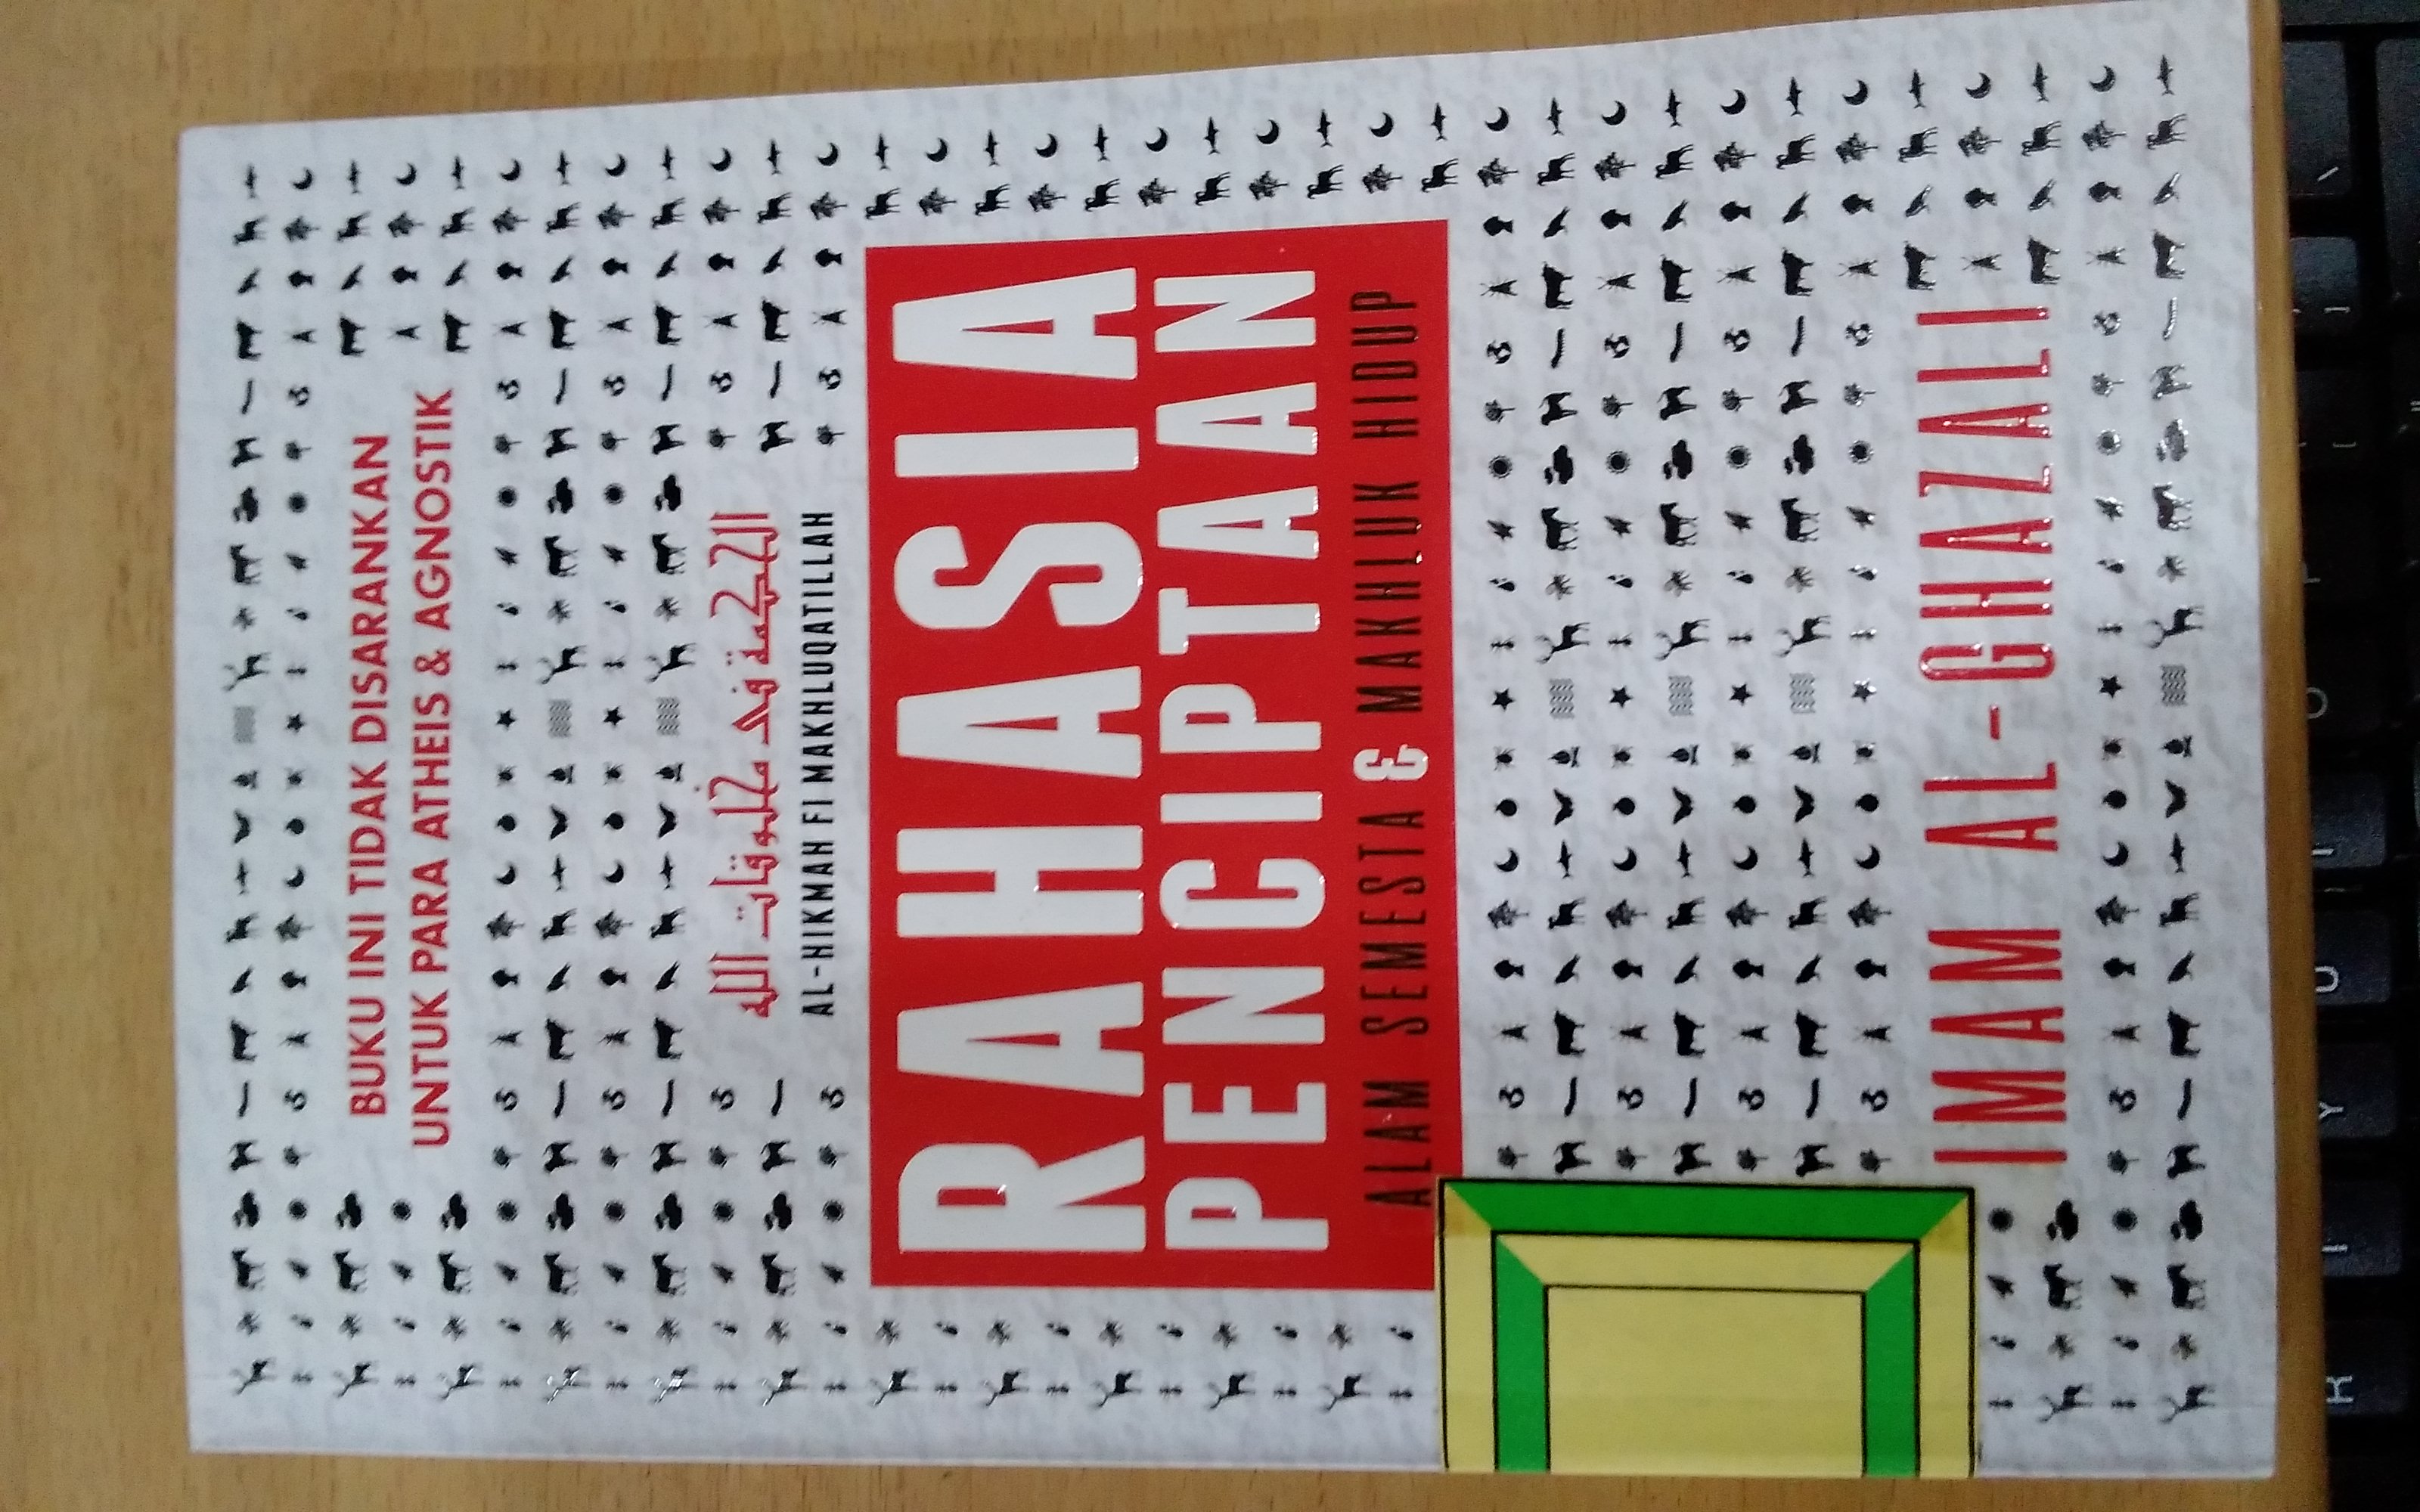 BUKU INI TIDAK DISARANKAN
UNTUK PARA ATHEIS & AGNOSTIK
الحكمة في مخلوقات الله
AL-HIKMAH FI MAKHLUQATILLAH
RAHASIA
PENCIPTAAN
ALAM SEMESTA & MAKHLUK HIDUP
IMAM AL-GHAZALI